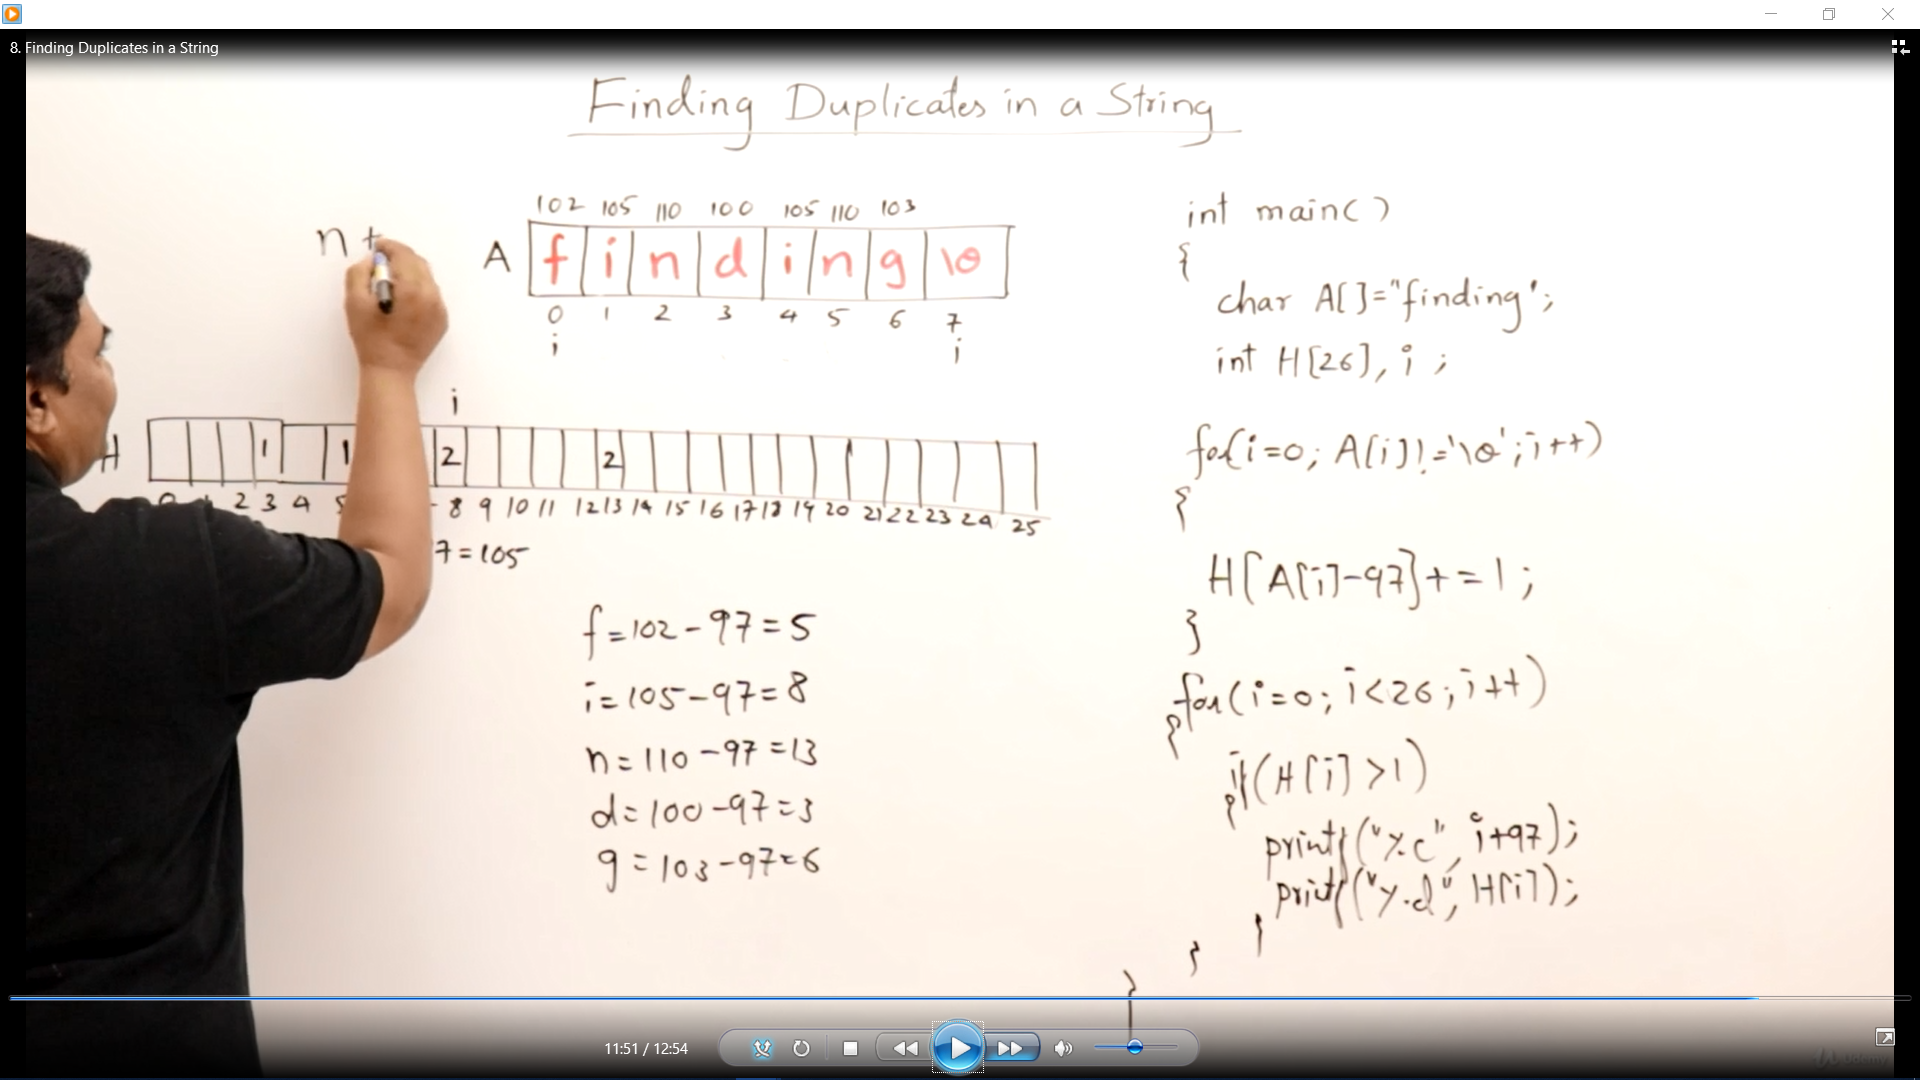 8. Finding Duplicates in a String
Finding Duplicates in a String
102 105 110 100 105 110 103
n +
A f i n d i n g \0
0 1 2 3 4 5 6 7
i i
i
H 1 1 2 2
2 3 4 5 8 9 10 11 12 13 14 15 16 17 18 19 20 21 22 23 24 25
7 = 105
f = 102 - 97 = 5
i = 105 - 97 = 8
n = 110 - 97 = 13
d = 100 - 97 = 3
g = 103 - 97 = 6
int main( )
{
char A[]="finding';
int H[26], i ;
for(i=0; A[i]!='\0'; i++)
{
H[A[i]-97]+=1;
}
for(i=0; i<26; i++)
{
if(H[i]>1)
{
printf("%c", i+97);
printf("%d", H[i]);
}
}
}
11:51 / 12:54
Udemy